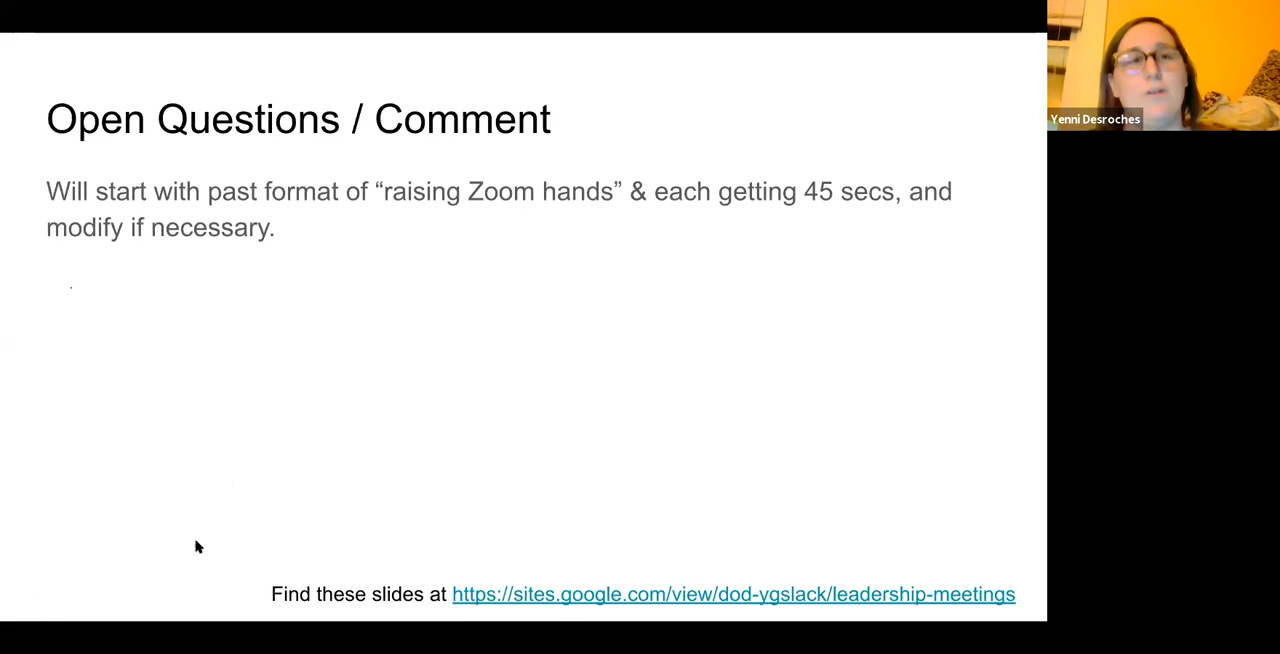 Open Questions / Comment
Will start with past format of “raising Zoom hands” & each getting 45 secs, and
modify if necessary.
Find these slides at https://sites.google.com/view/dod-ygslack/leadership-meetings
Yenni Desroches